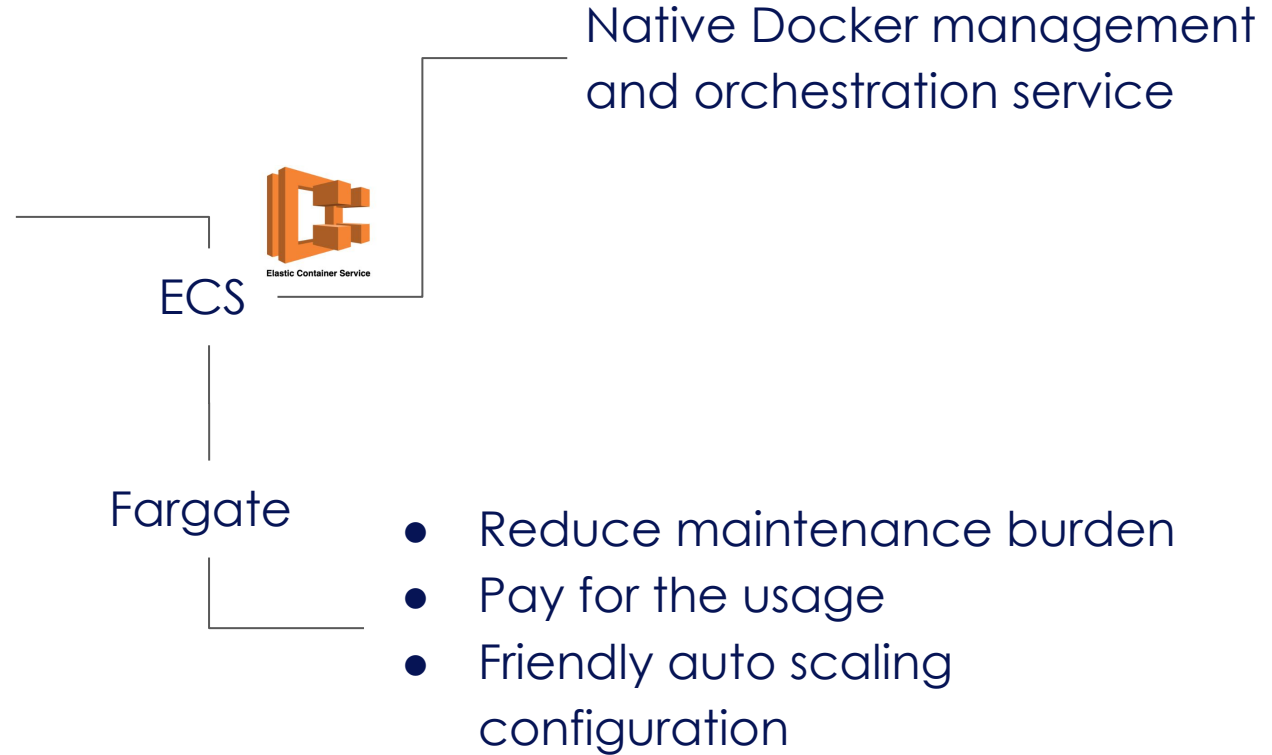 Native Docker management
and orchestration service
Elastic Container Service
ECS
Fargate
● Reduce maintenance burden
● Pay for the usage
● Friendly auto scaling
configuration